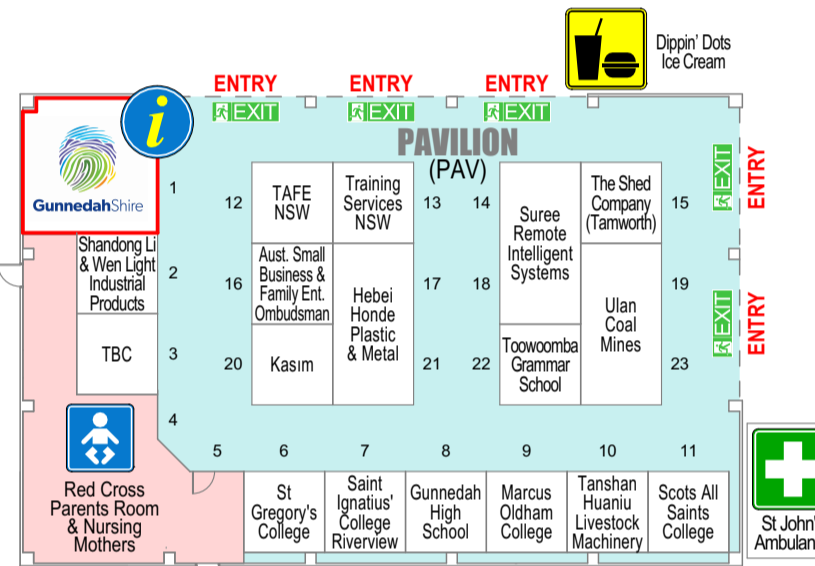 Dippin' Dots
Ice Cream
ENTRY
ENTRY
ENTRY
EXIT
EXIT
EXIT
i
PAVILION
(PAV)
GunnedahShire
1
12
TAFE
NSW
Training
Services
NSW
13
14
Suree
Remote
Intelligent
Systems
The Shed
Company
(Tamworth)
15
EXIT
ENTRY
Shandong Li
& Wen Light
Industrial
Products
2
16
Aust. Small
Business &
Family Ent.
Ombudsman
Hebei
Honde
Plastic
& Metal
17
18
Ulan
Coal
Mines
19
EXIT
ENTRY
TBC
3
20
Kasım
21
22
Toowoomba
Grammar
School
23
4
5
6
7
8
9
10
11
Red Cross
Parents Room
& Nursing
Mothers
St
Gregory's
College
Saint
Ignatius'
College
Riverview
Gunnedah
High
School
Marcus
Oldham
College
Tanshan
Huaniu
Livestock
Machinery
Scots All
Saints
College
St John'
Ambulan